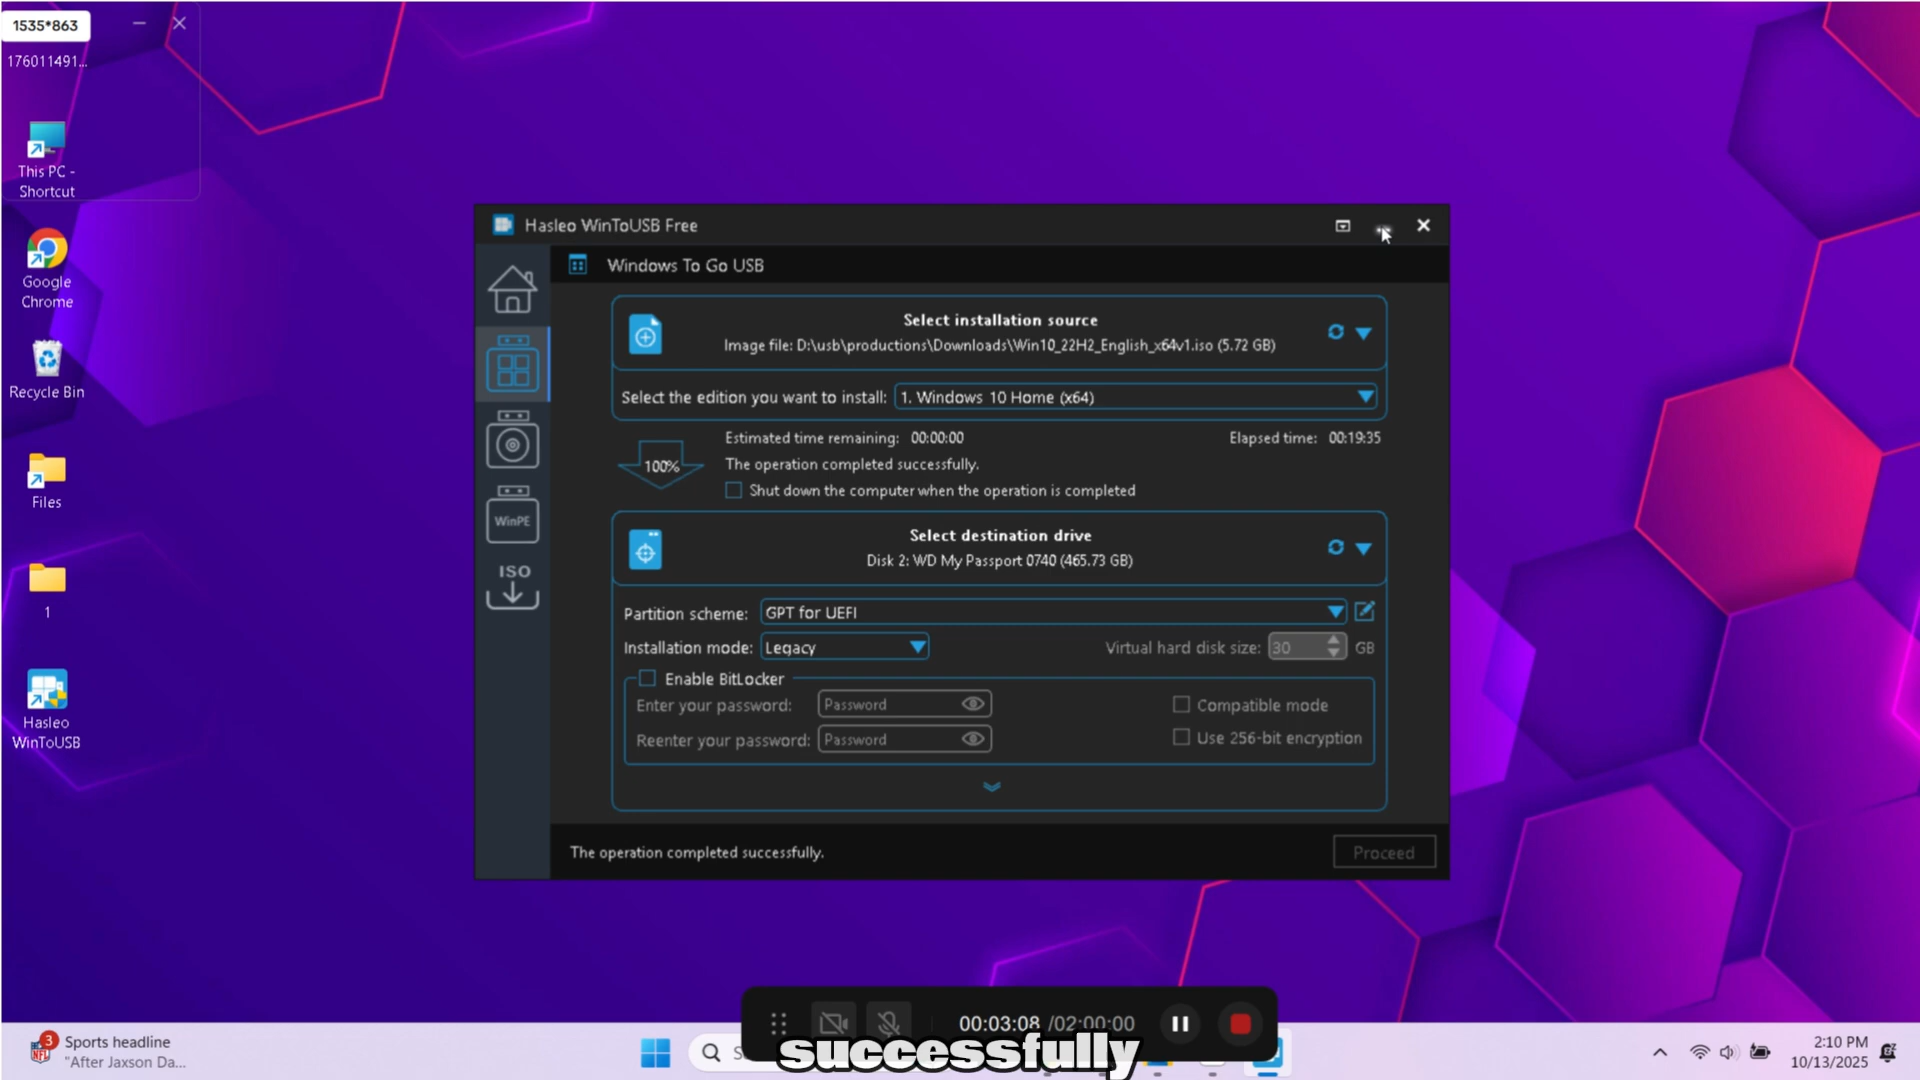 1535*863
176011491...
This PC -
Shortcut
Google
Chrome
Recycle Bin
Files
1
Hasleo
WinToUSB
Hasleo WinToUSB Free
Windows To Go USB
Select installation source
Image file: D:\usb\productions\Downloads\Win10_22H2_English_x64v1.iso (5.72 GB)
Select the edition you want to install: 1. Windows 10 Home (x64)
Estimated time remaining: 00:00:00
Elapsed time: 00:19:35
100%
The operation completed successfully.
Shut down the computer when the operation is completed
WinPE
ISO
Select destination drive
Disk 2: WD My Passport 0740 (465.73 GB)
Partition scheme: GPT for UEFI
Installation mode: Legacy
Virtual hard disk size: 30 GB
Enable BitLocker
Enter your password: Password
Compatible mode
Reenter your password: Password
Use 256-bit encryption
The operation completed successfully.
Proceed
00:03:08 /02:00:00
successfully
3
NFL
Sports headline
"After Jaxson Da...
2:10 PM
10/13/2025